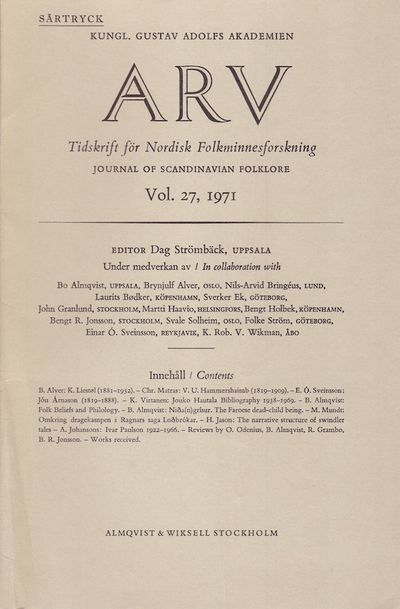 SÄRTRYCK
KUNGL. GUSTAV ADOLFS AKADEMIEN
ARV
Tidskrift för Nordisk Folkminnesforskning
JOURNAL OF SCANDINAVIAN FOLKLORE
Vol. 27, 1971
EDITOR Dag Strömbäck, UPPSALA
Under medverkan av / In collaboration with
Bo Almqvist, UPPSALA, Brynjulf Alver, OSLO, Nils-Arvid Bringéus, LUND,
Laurits Bødker, KÖPENHAMN, Sverker Ek, GÖTEBORG,
John Granlund, STOCKHOLM, Martti Haavio, HELSINGFORS, Bengt Holbek, KÖPENHAMN,
Bengt R. Jonsson, STOCKHOLM, Svale Solheim, OSLO, Folke Ström, GÖTEBORG,
Einar Ó. Sveinsson, REYKJAVIK, K. Rob. V. Wikman, ÅBO
Innehåll / Contents
B. Alver: K. Liestøl (1881–1952). – Chr. Matras: V. U. Hammershaimb (1819–1909). – E. Ó. Sveinsson:
Jón Árnason (1819–1888). – K. Virtanen: Jouko Hautala Bibliography 1938–1969. – B. Almqvist:
Folk Beliefs and Philology. – B. Almqvist: Niða(n)grísur. The Faroese dead-child being. – M. Mundt:
Omkring dragekampen i Ragnars saga Loðbrókar. – H. Jason: The narrative structure of swindler
tales – A. Johansons: Ivar Paulson 1922–1966. – Reviews by O. Odenius, B. Almqvist, R. Grambo,
B. R. Jonsson. – Works received.
ALMQVIST & WIKSELL STOCKHOLM